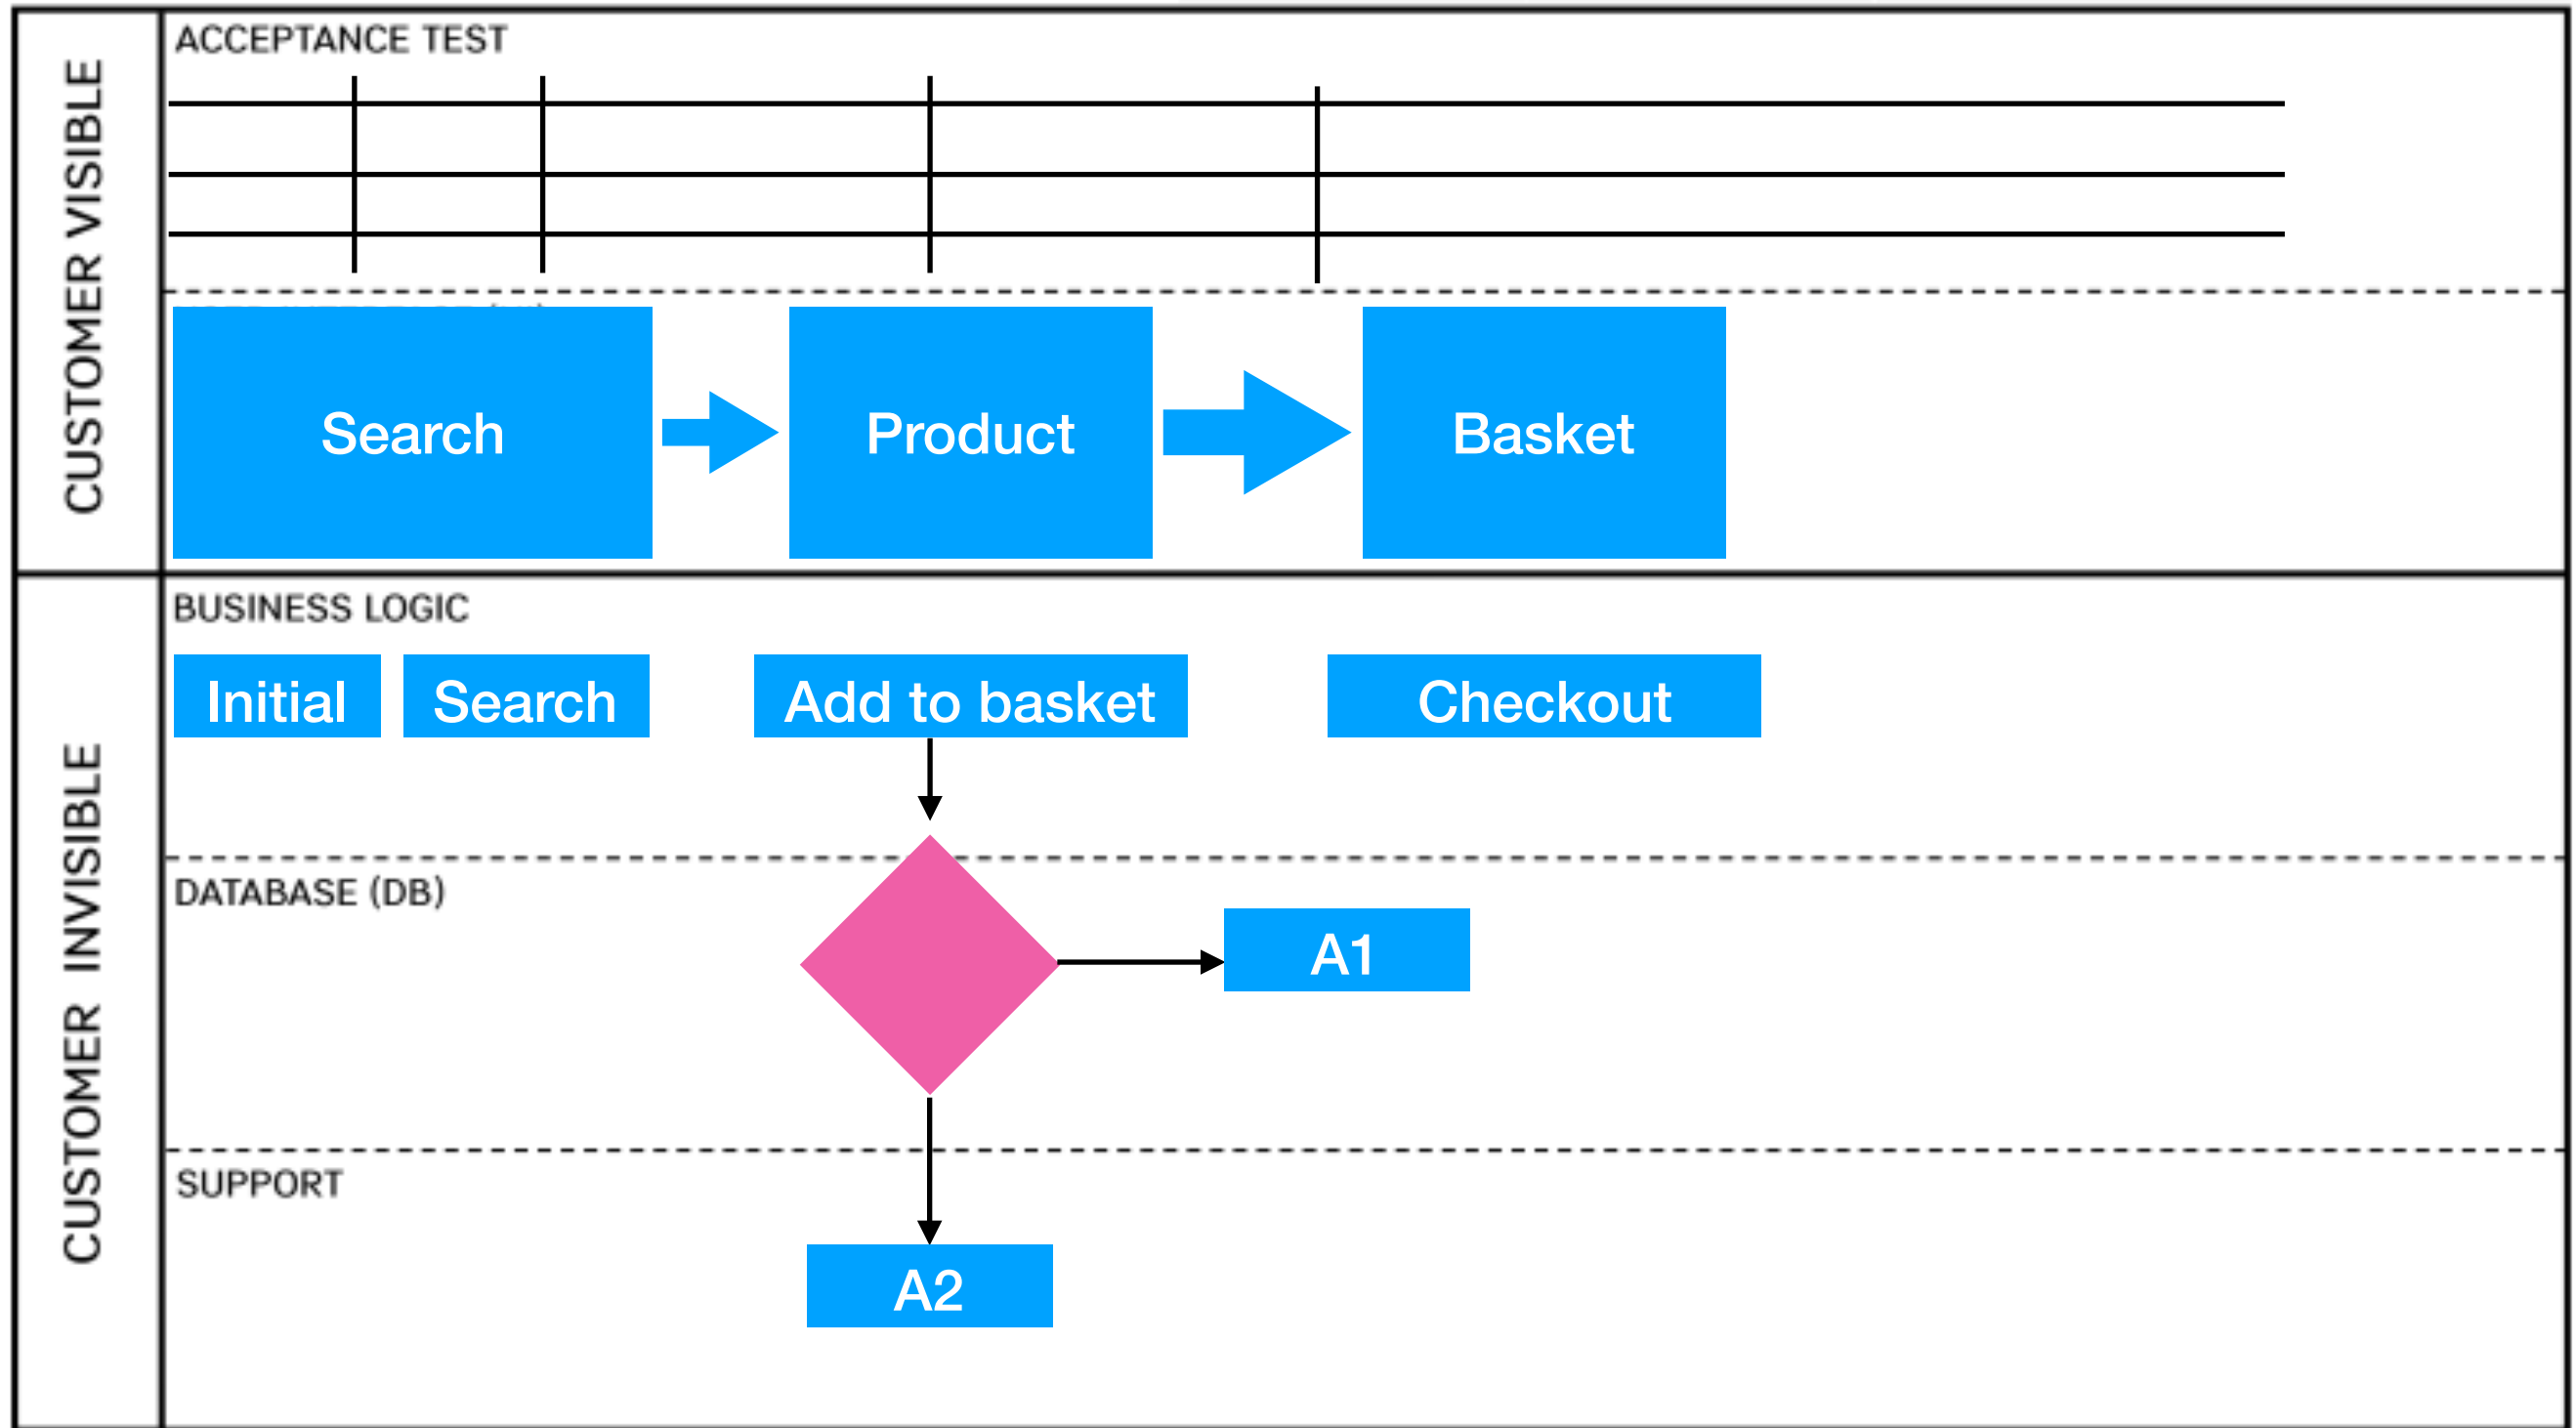 CUSTOMER VISIBLE
ACCEPTANCE TEST
Search
Product
Basket
CUSTOMER INVISIBLE
BUSINESS LOGIC
Initial
Search
Add to basket
Checkout
DATABASE (DB)
A1
SUPPORT
A2